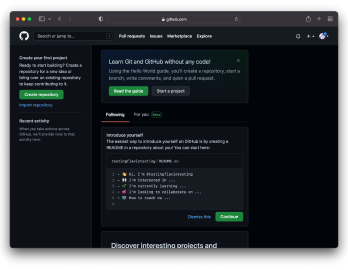 github.com
Search or jump to...
/
Pull requests Issues Marketplace Explore
Create your first project
Ready to start building? Create a
repository for a new idea or
bring over an existing repository
to keep contributing to it.
Create repository
Import repository
Recent activity
When you take actions across
GitHub, we'll provide links to that
activity here.
Learn Git and GitHub without any code!
Using the Hello World guide, you'll create a repository, start a
branch, write comments, and open a pull request.
Read the guide
Start a project
Following
For you
Beta
Introduce yourself
The easiest way to introduce yourself on GitHub is by creating a
README in a repository about you! You can start here:
/ README.md
1 - 👋 Hi, I'm
2 - 👀 I'm interested in ...
3 - 🌱 I'm currently learning ...
4 - 💞️ I'm looking to collaborate on ...
5 - 📫 How to reach me ...
6
Dismiss this
Continue
Discover interesting projects and